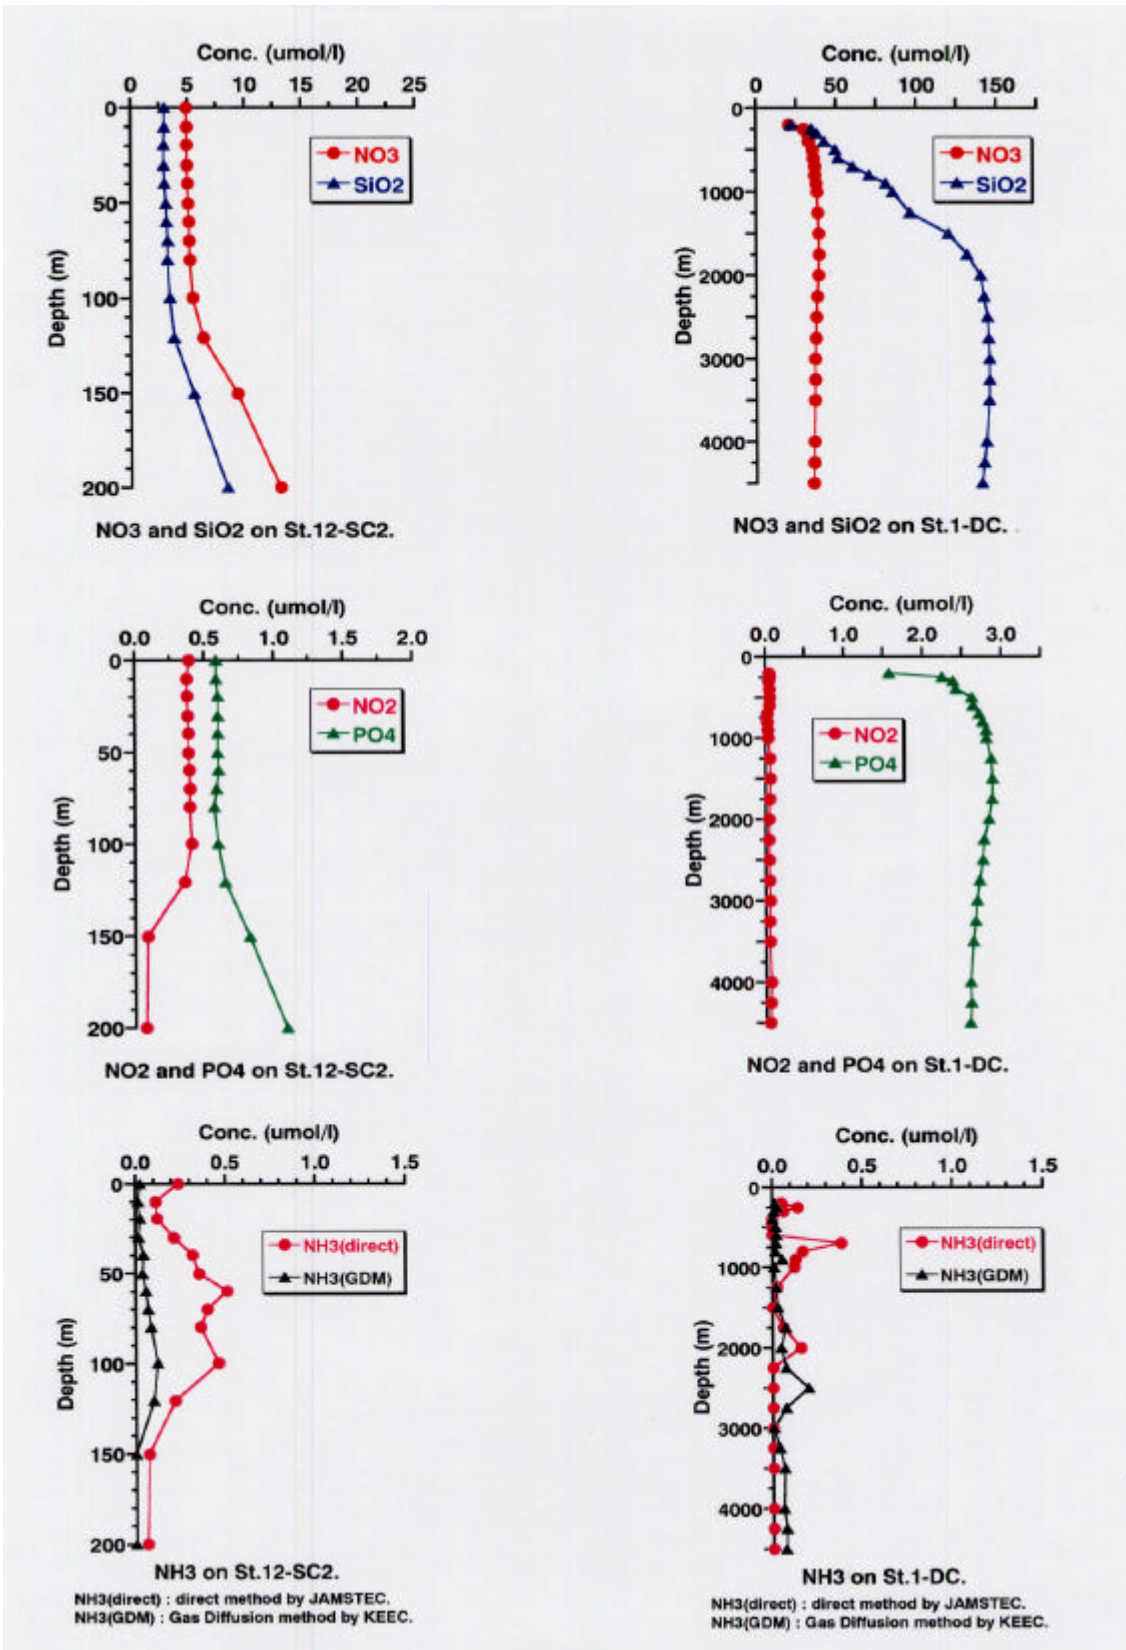 Conc. (umol/l)
0 5 10 15 20 25
0
50
100
150
200
Depth (m)
NO3
SiO2
NO3 and SiO2 on St.12-SC2.
Conc. (umol/l)
0 50 100 150
0
1000
2000
3000
4000
Depth (m)
NO3
SiO2
NO3 and SiO2 on St.1-DC.
Conc. (umol/l)
0.0 0.5 1.0 1.5 2.0
0
50
100
150
200
Depth (m)
NO2
PO4
NO2 and PO4 on St.12-SC2.
Conc. (umol/l)
0.0 1.0 2.0 3.0
0
1000
2000
3000
4000
Depth (m)
NO2
PO4
NO2 and PO4 on St.1-DC.
Conc. (umol/l)
0.0 0.5 1.0 1.5
0
50
100
150
200
Depth (m)
NH3(direct)
NH3(GDM)
NH3 on St.12-SC2.
NH3(direct) : direct method by JAMSTEC.
NH3(GDM) : Gas Diffusion method by KEEC.
Conc. (umol/l)
0.0 0.5 1.0 1.5
0
1000
2000
3000
4000
Depth (m)
NH3(direct)
NH3(GDM)
NH3 on St.1-DC.
NH3(direct) : direct method by JAMSTEC.
NH3(GDM) : Gas Diffusion method by KEEC.